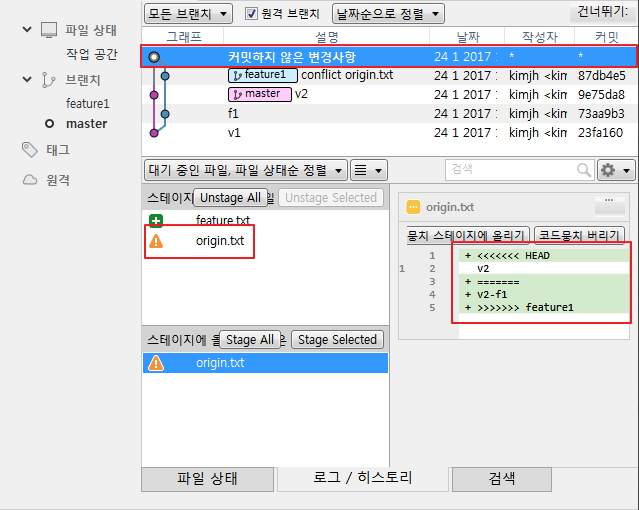 파일 상태
작업 공간
브랜치
feature1
master
태그
원격
모든 브랜치 원격 브랜치 날짜순으로 정렬 건너뛰기:
그래프 설명 날짜 작성자 커밋
커밋하지 않은 변경사항 24 1 2017 * *
feature1 conflict origin.txt 24 1 2017 kimjh <kim 87db4e5
master v2 24 1 2017 kimjh <kim 9e75da8
f1 24 1 2017 kimjh <kim 73aa9b3
v1 24 1 2017 kimjh <kim 23fa160
대기 중인 파일, 파일 상태순 정렬 검색
스테이지 Unstage All 일 Unstage Selected
feature.txt
origin.txt
스테이지에 올 Stage All 은 Stage Selected
origin.txt
origin.txt ...
뭉치 스테이지에 올리기 코드뭉치 버리기
1 + <<<<<<< HEAD
1 2 v2
3 + =======
4 + v2-f1
5 + >>>>>>> feature1
파일 상태 로그 / 히스토리 검색